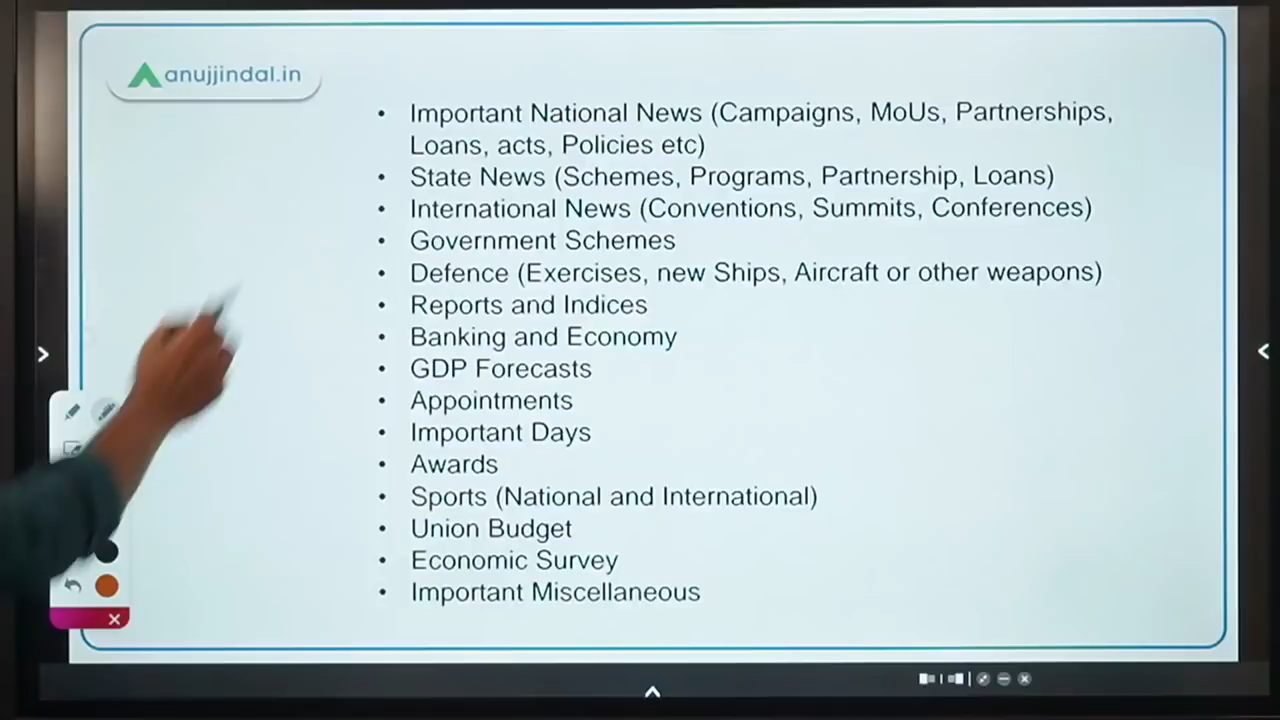 anujjindal.in
• Important National News (Campaigns, MoUs, Partnerships,
Loans, acts, Policies etc)
• State News (Schemes, Programs, Partnership, Loans)
• International News (Conventions, Summits, Conferences)
• Government Schemes
• Defence (Exercises, new Ships, Aircraft or other weapons)
• Reports and Indices
• Banking and Economy
• GDP Forecasts
• Appointments
• Important Days
• Awards
• Sports (National and International)
• Union Budget
• Economic Survey
• Important Miscellaneous